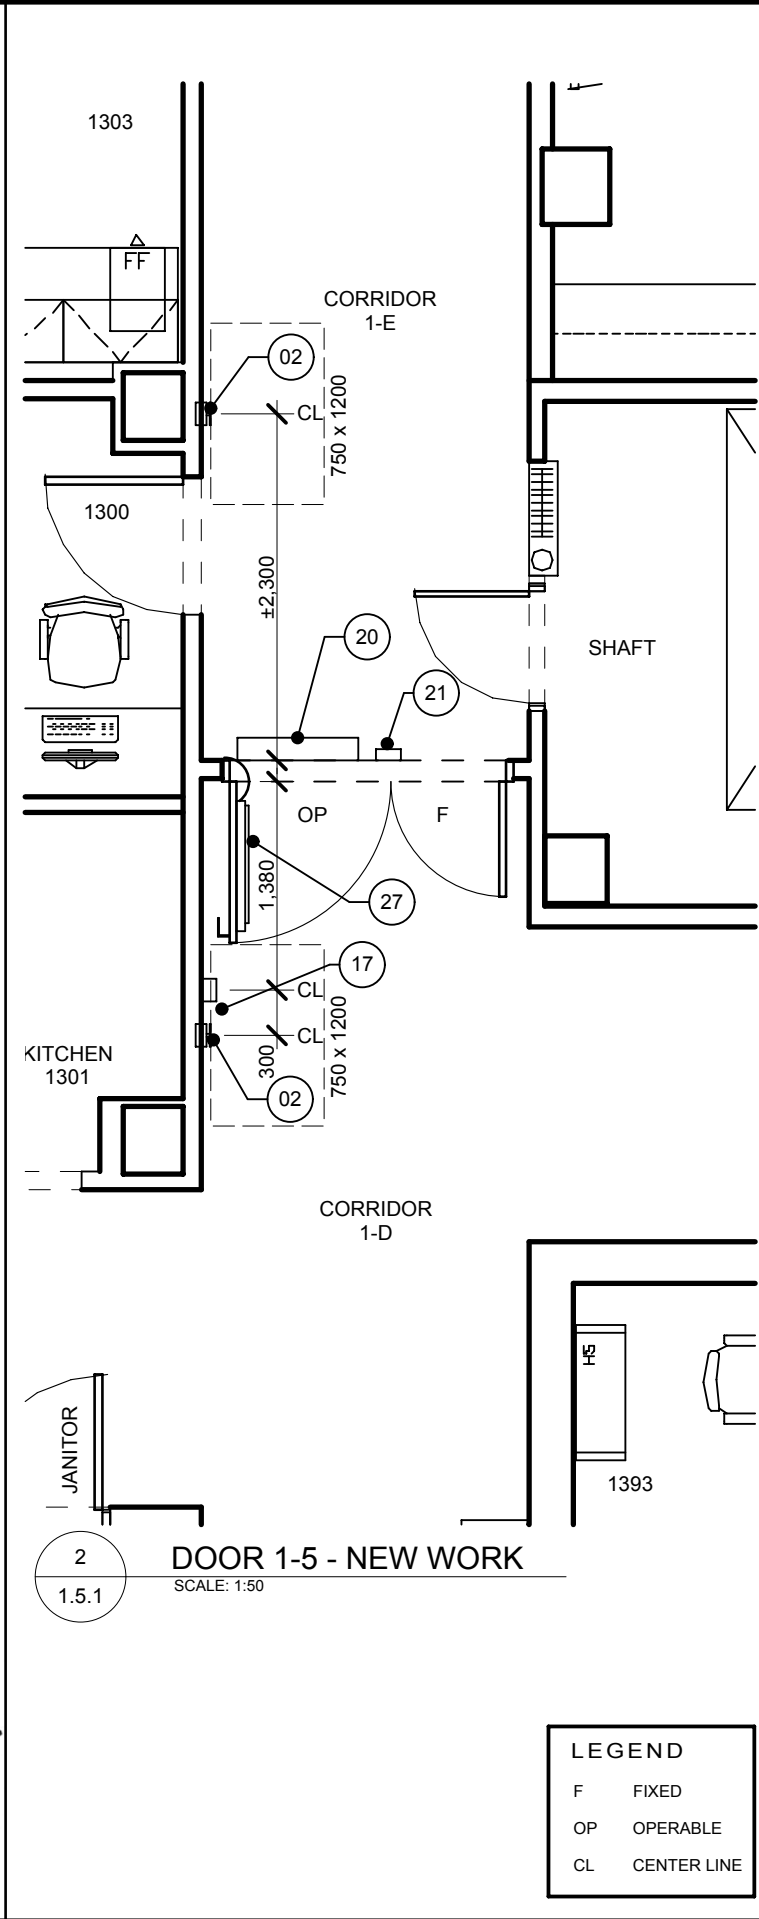 1303
FF
CORRIDOR
1-E
02
CL
750 x 1200
1300
±2,300
20
SHAFT
21
OP
F
1,380
27
17
CL
CL
750 x 1200
300
02
KITCHEN
1301
CORRIDOR
1-D
H5
JANITOR
1393
2
1.5.1
DOOR 1-5 - NEW WORK
SCALE: 1:50
LEGEND
F FIXED
OP OPERABLE
CL CENTER LINE